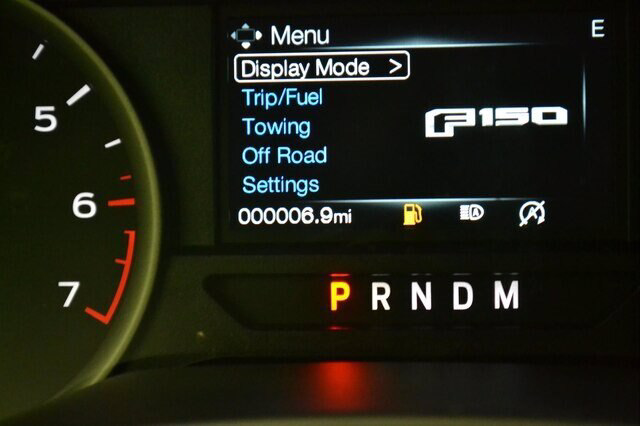 Menu
E
Display Mode >
Trip/Fuel
Towing
F150
Off Road
Settings
000006.9mi
5
6
7
P R N D M